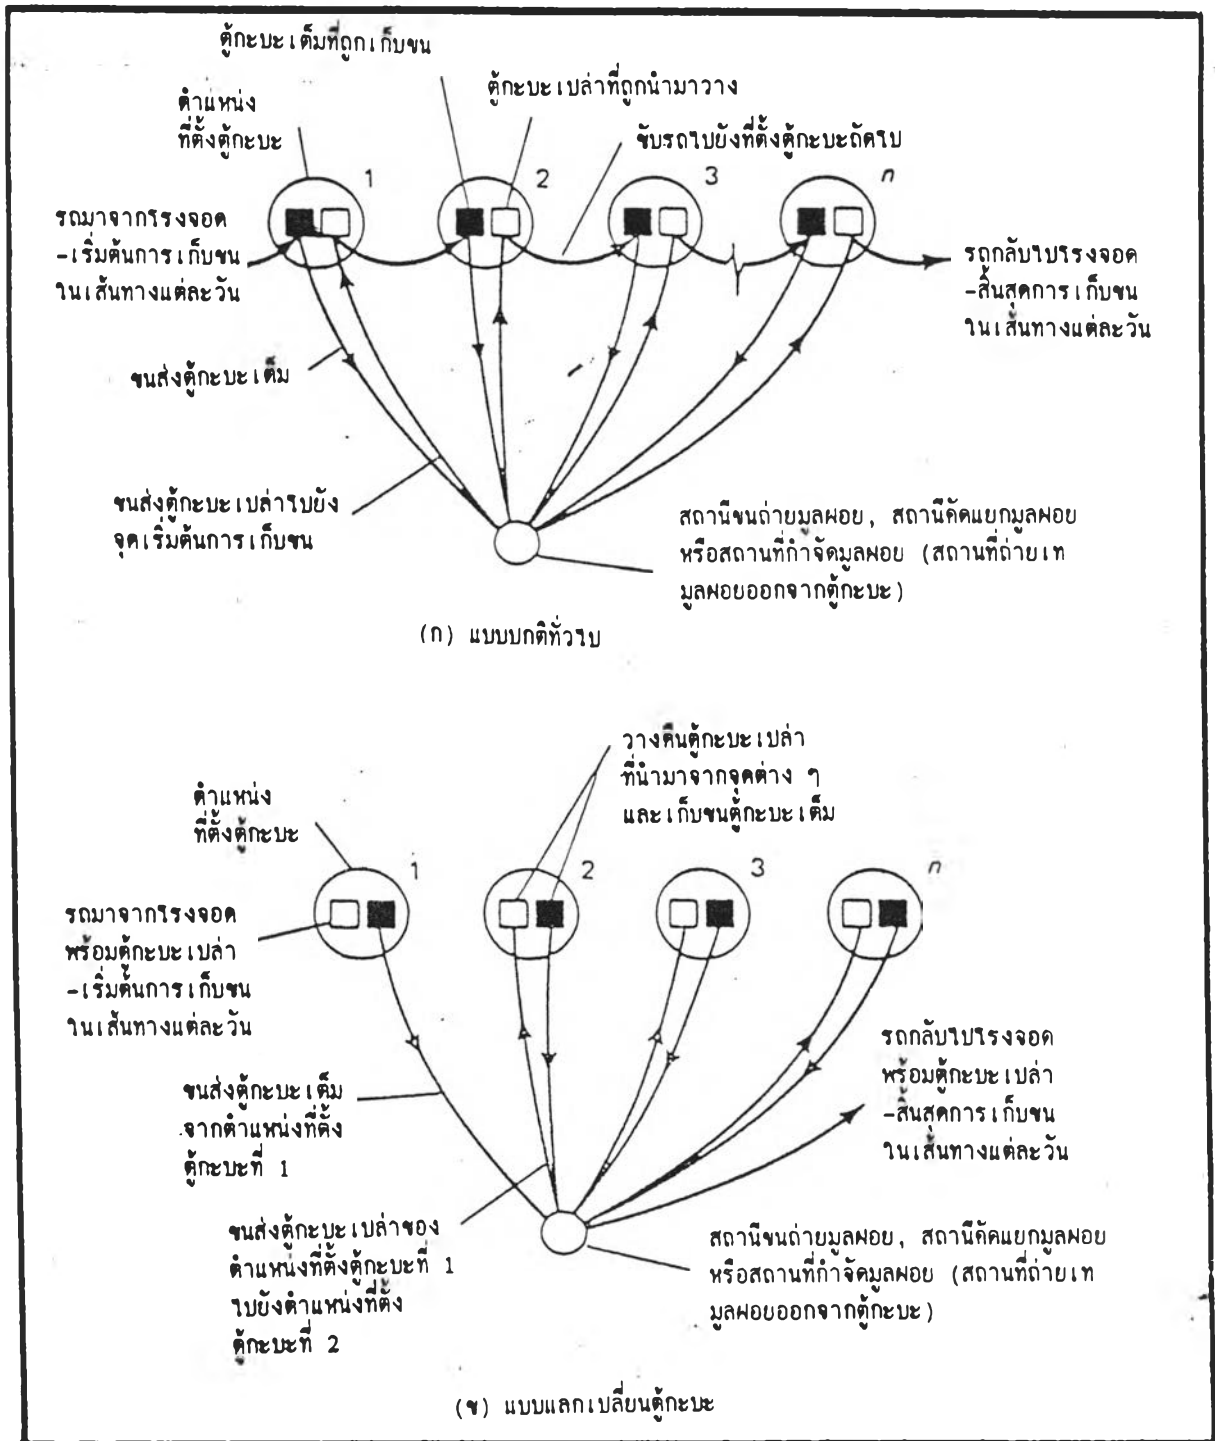 ตู้กะบะเต็มที่ถูกเก็บขน
ตู้กะบะเปล่าที่ถูกนำมาวาง
ตำแหน่ง
ที่ตั้งตู้กะบะ
ขับรถไปยังที่ตั้งตู้กะบะถัดไป
1
2
3
n
รถมาจากโรงจอด
-เริ่มต้นการเก็บขน
ในเส้นทางแต่ละวัน
รถกลับไปโรงจอด
-สิ้นสุดการเก็บขน
ในเส้นทางแต่ละวัน
ขนส่งตู้กะบะเต็ม
ขนส่งตู้กะบะเปล่าไปยัง
จุดเริ่มต้นการเก็บขน
สถานีขนถ่ายมูลฝอย, สถานีคัดแยกมูลฝอย
หรือสถานที่กำจัดมูลฝอย (สถานที่ถ่ายเท
มูลฝอยออกจากตู้กะบะ)
(ก) แบบปกติทั่วไป
วางคืนตู้กะบะเปล่า
ที่นำมาจากจุดต่าง ๆ
และเก็บขนตู้กะบะเต็ม
ตำแหน่ง
ที่ตั้งตู้กะบะ
1
2
3
n
รถมาจากโรงจอด
พร้อมตู้กะบะเปล่า
-เริ่มต้นการเก็บขน
ในเส้นทางแต่ละวัน
รถกลับไปโรงจอด
พร้อมตู้กะบะเปล่า
-สิ้นสุดการเก็บขน
ในเส้นทางแต่ละวัน
ขนส่งตู้กะบะเต็ม
จากตำแหน่งที่ตั้ง
ตู้กะบะที่ 1
ขนส่งตู้กะบะเปล่าของ
ตำแหน่งที่ตั้งตู้กะบะที่ 1
ไปยังตำแหน่งที่ตั้ง
ตู้กะบะที่ 2
สถานีขนถ่ายมูลฝอย, สถานีคัดแยกมูลฝอย
หรือสถานที่กำจัดมูลฝอย (สถานที่ถ่ายเท
มูลฝอยออกจากตู้กะบะ)
(ข) แบบแลกเปลี่ยนตู้กะบะ